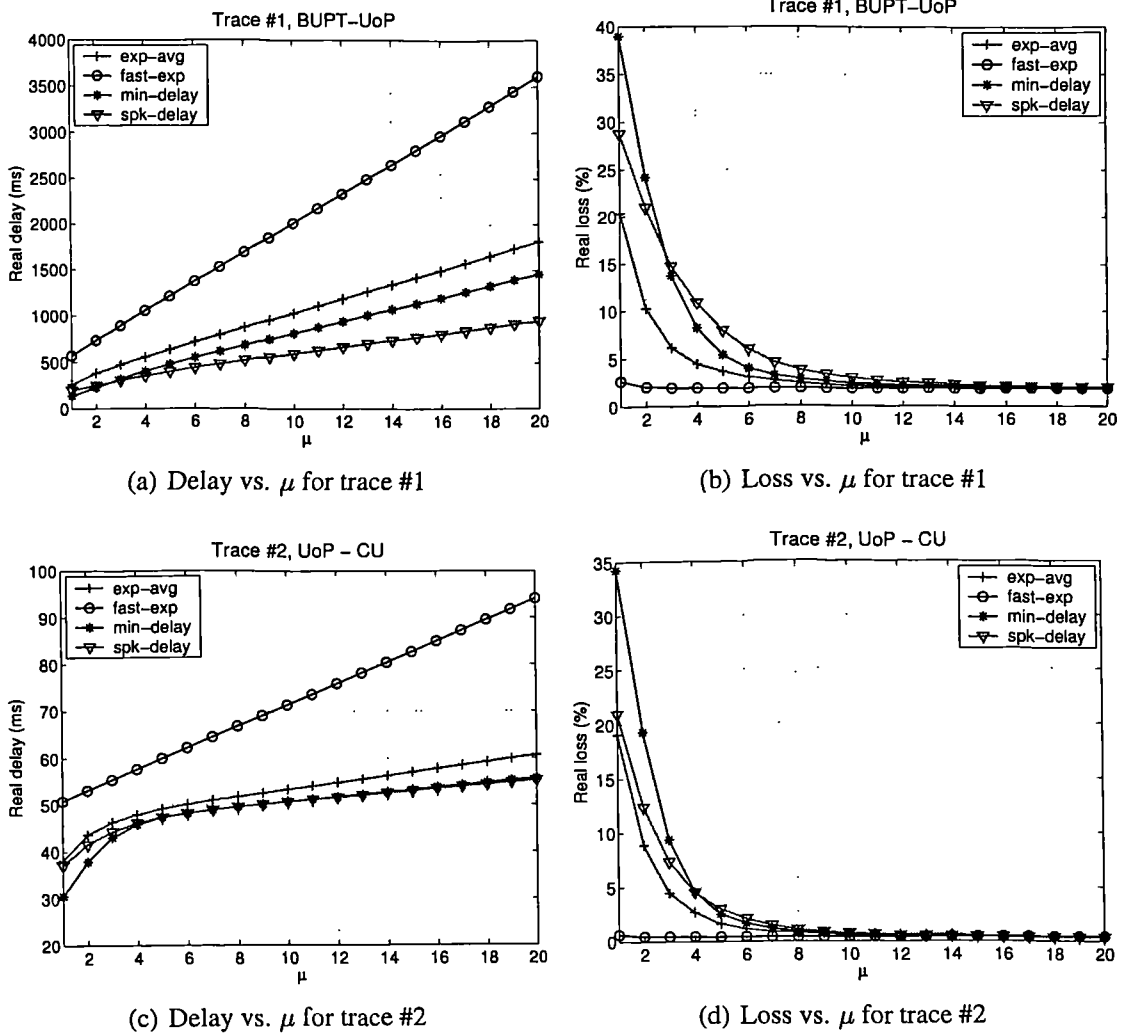 Trace #1, BUPT−UoP
4000
3500
3000
2500
2000
1500
1000
500
0
Real delay (ms)
exp−avg
fast−exp
min−delay
spk−delay
2 4 6 8 10 12 14 16 18 20
μ
(a) Delay vs. μ for trace #1
Trace #1, BUPT−UoP
40
35
30
25
20
15
10
5
0
Real loss (%)
exp−avg
fast−exp
min−delay
spk−delay
2 4 6 8 10 12 14 16 18 20
μ
(b) Loss vs. μ for trace #1
Trace #2, UoP − CU
100
90
80
70
60
50
40
30
20
Real delay (ms)
exp−avg
fast−exp
min−delay
spk−delay
2 4 6 8 10 12 14 16 18 20
μ
(c) Delay vs. μ for trace #2
Trace #2, UoP − CU
35
30
25
20
15
10
5
0
Real loss (%)
exp−avg
fast−exp
min−delay
spk−delay
2 4 6 8 10 12 14 16 18 20
μ
(d) Loss vs. μ for trace #2